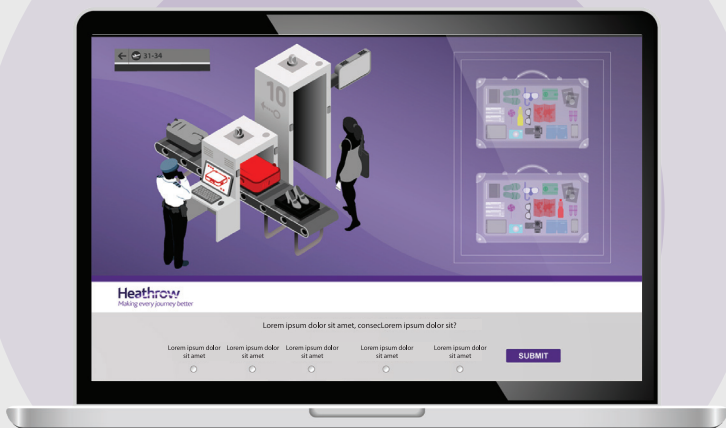 31-34
10
Heathrow
Making every journey better
Lorem ipsum dolor sit amet, consecLorem ipsum dolor sit?
Lorem ipsum dolor
sit amet
Lorem ipsum dolor
sit amet
Lorem ipsum dolor
sit amet
Lorem ipsum dolor
sit amet
Lorem ipsum dolor
sit amet
SUBMIT